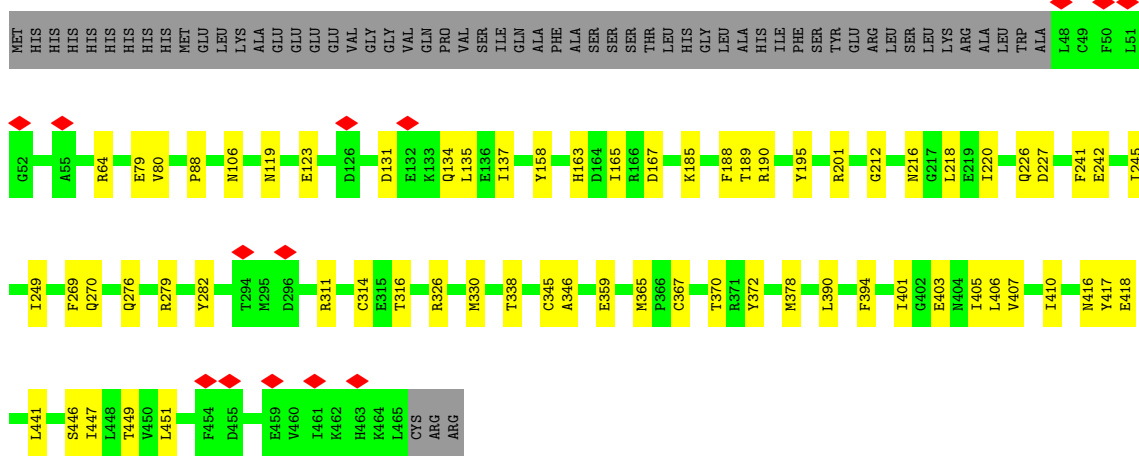 MET HIS HIS HIS HIS HIS HIS HIS HIS MET GLU LEU LYS ALA GLU GLU GLU GLU VAL GLY GLY VAL GLN PRO VAL SER ILE GLN ALA PHE ALA SER SER SER THR LEU HIS GLY LEU ALA HIS ILE PHE SER TYR GLU ARG LEU SER LEU LYS ARG ALA LEU TRP ALA L48 C49 F50 L51
G52 A55 R64 E79 V80 P88 N106 N119 E123 D126 D131 E132 K133 Q134 L135 E136 I137 Y158 H163 D164 I165 R166 D167 K185 F188 T189 R190 Y195 R201 G212 N216 G217 L218 E219 I220 Q226 D227 F241 E242 I245
I249 F269 Q270 Q276 R279 Y282 T294 M295 D296 R311 C314 E315 T316 R326 M330 T338 C345 A346 E359 M365 P366 C367 T370 R371 Y372 M378 L390 F394 I401 G402 E403 N404 I405 L406 V407 I410 N416 Y417 E418
L441 S446 I447 L448 T449 V450 L451 F454 D455 E459 V460 I461 K462 H463 K464 L465 CYS ARG ARG